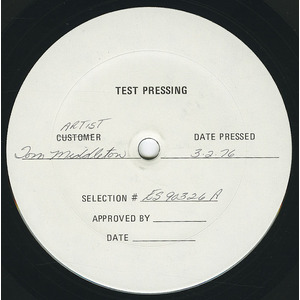 TEST PRESSING
ARTIST
CUSTOMER DATE PRESSED
Tom Middleton 3-2-76
SELECTION # ES 90326 A
APPROVED BY
DATE